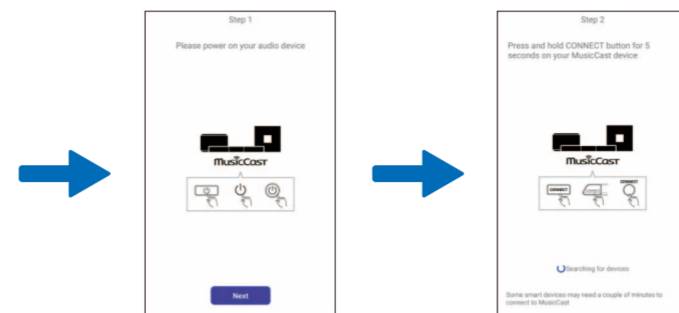 Step 1
Please power on your audio device
MusicCast
Next
Step 2
Press and hold CONNECT button for 5
seconds on your MusicCast device
MusicCast
CONNECT
CONNECT
Searching for devices
Some smart devices may need a couple of minutes to
connect to MusicCast